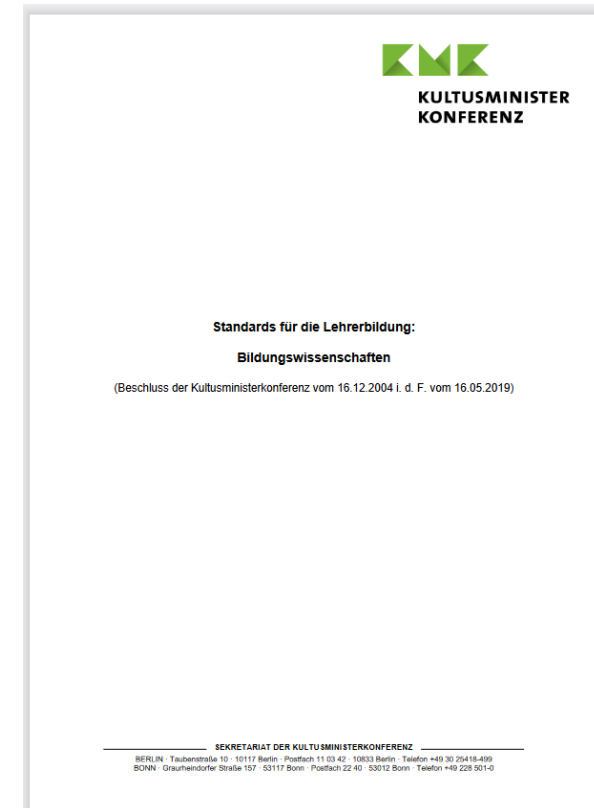 KMK
KULTUSMINISTER
KONFERENZ
Standards für die Lehrerbildung:
Bildungswissenschaften
(Beschluss der Kultusministerkonferenz vom 16.12.2004 i. d. F. vom 16.05.2019)
SEKRETARIAT DER KULTUSMINISTERKONFERENZ
BERLIN · Taubenstraße 10 · 10117 Berlin · Postfach 11 03 42 · 10833 Berlin · Telefon +49 30 25418-499
BONN · Graurheindorfer Straße 157 · 53117 Bonn · Postfach 22 40 · 53012 Bonn · Telefon +49 228 501-0